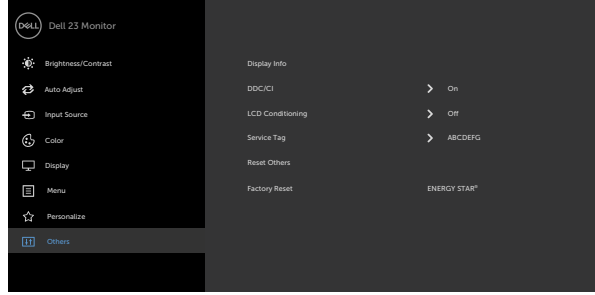 DELL Dell 23 Monitor
Brightness/Contrast
Auto Adjust
Input Source
Color
Display
Menu
Personalize
Others
Display Info
DDC/CI On
LCD Conditioning Off
Service Tag ABCDEFG
Reset Others
Factory Reset ENERGY STAR®